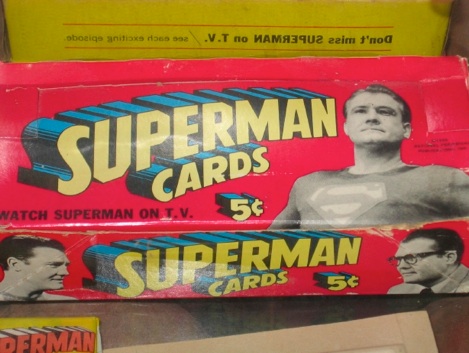 Don't miss SUPERMAN on T.V. see each exciting episode.
SUPERMAN
CARDS
WATCH SUPERMAN ON T.V.
5¢
SUPERMAN
CARDS
5¢
PERMAN